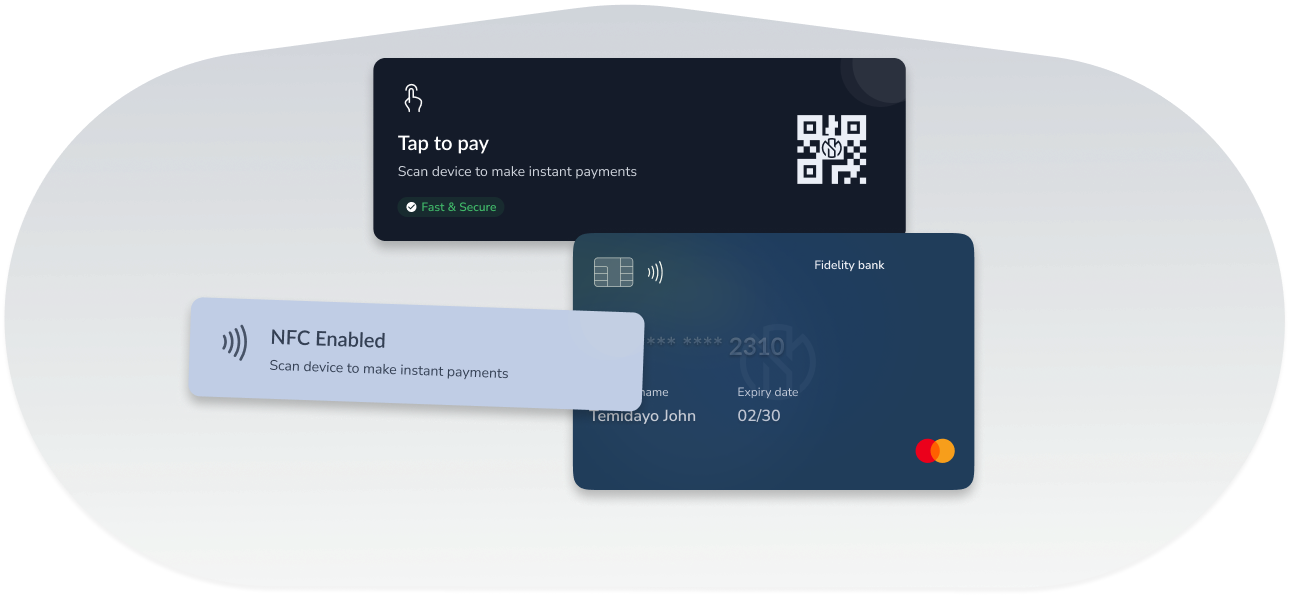 Tap to pay
Scan device to make instant payments
Fast & Secure
Fidelity bank
NFC Enabled
Scan device to make instant payments
*** **** 2310
name Expiry date
Temidayo John 02/30